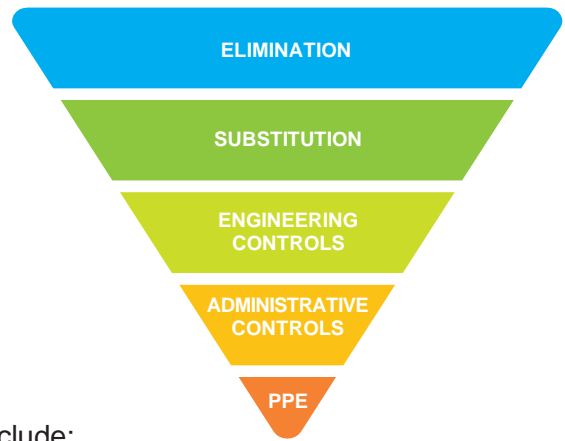 ELIMINATION
SUBSTITUTION
ENGINEERING
CONTROLS
ADMINISTRATIVE
CONTROLS
PPE
clude: